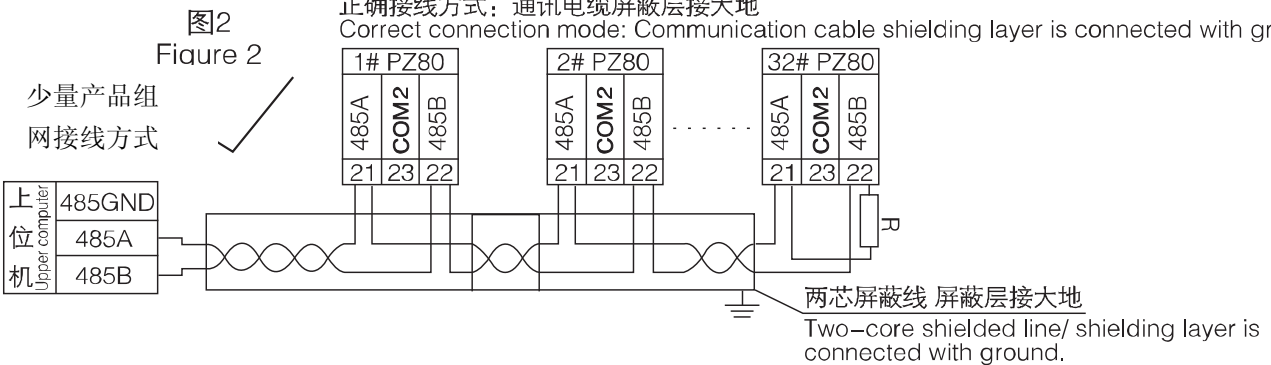 图2
Figure 2
正确接线方式：通讯电缆屏蔽层接大地
Correct connection mode: Communication cable shielding layer is connected with gr
少量产品组
网接线方式
1# PZ80
485A COM2 485B
21 23 22
2# PZ80
485A COM2 485B
21 23 22
32# PZ80
485A COM2 485B
21 23 22
上位机
Upper computer
485GND
485A
485B
R
两芯屏蔽线 屏蔽层接大地
Two-core shielded line/ shielding layer is
connected with ground.